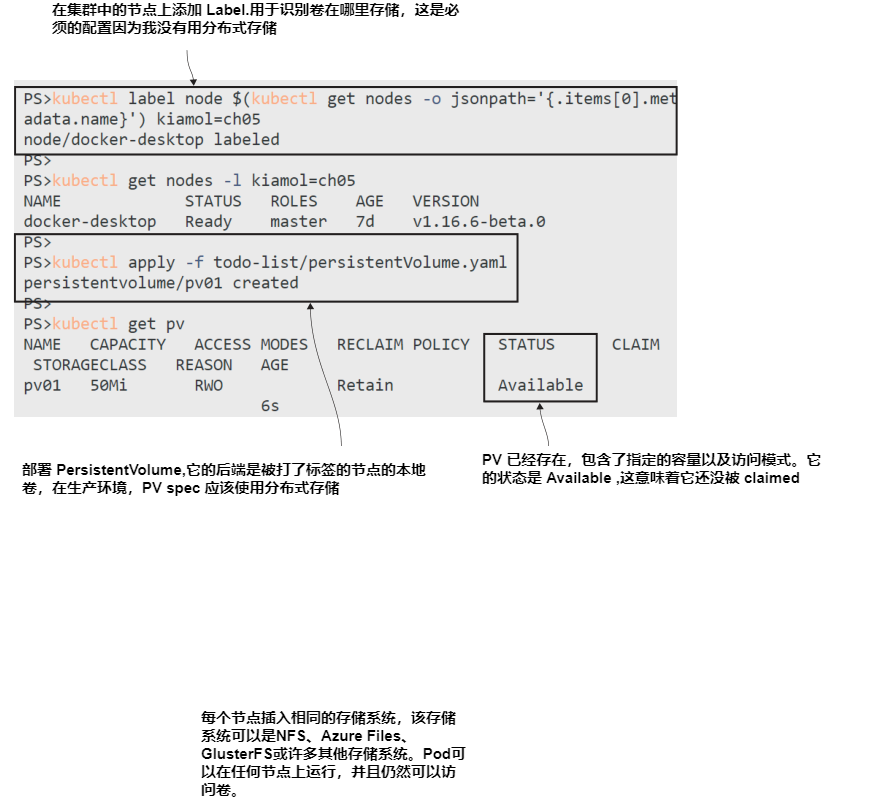 在集群中的节点上添加 Label.用于识别卷在哪里存储，这是必
须的配置因为我没有用分布式存储
PS>kubectl label node $(kubectl get nodes -o jsonpath='{.items[0].met
adata.name}') kiamol=ch05
node/docker-desktop labeled
PS>
PS>kubectl get nodes -l kiamol=ch05
NAME STATUS ROLES AGE VERSION
docker-desktop Ready master 7d v1.16.6-beta.0
PS>
PS>kubectl apply -f todo-list/persistentVolume.yaml
persistentvolume/pv01 created
PS>
PS>kubectl get pv
NAME CAPACITY ACCESS MODES RECLAIM POLICY STATUS CLAIM
STORAGECLASS REASON AGE
pv01 50Mi RWO Retain Available
6s
部署 PersistentVolume,它的后端是被打了标签的节点的本地
卷，在生产环境，PV spec 应该使用分布式存储
PV 已经存在，包含了指定的容量以及访问模式。它
的状态是 Available ,这意味着它还没被 claimed
每个节点插入相同的存储系统，该存储
系统可以是NFS、Azure Files、
GlusterFS或许多其他存储系统。Pod可
以在任何节点上运行，并且仍然可以访
问卷。